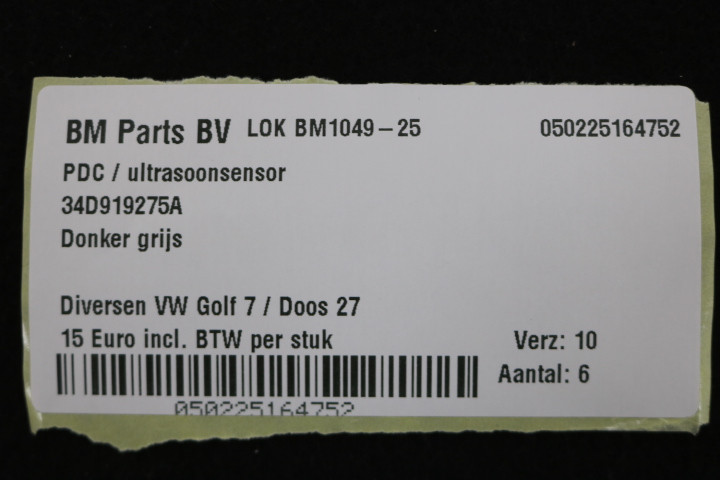 BM Parts BV LOK BM1049-25 050225164752
PDC / ultrasoonsensor
34D919275A
Donker grijs
Diversen VW Golf 7 / Doos 27
15 Euro incl. BTW per stuk Verz: 10
Aantal: 6
050225164752